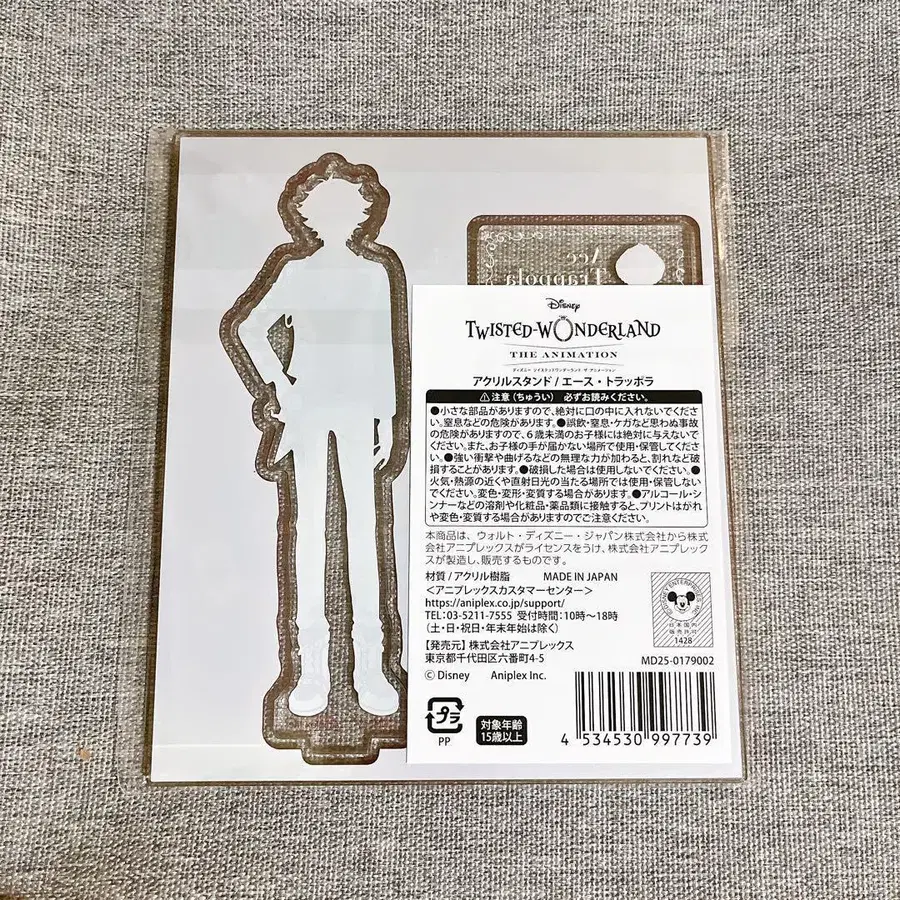 Ace
Trappola
Disney
TWISTED-WONDERLAND
THE ANIMATION
ディズニー ツイステッドワンダーランド ザ アニメーション
アクリルスタンド / エース・トラッポラ
注意(ちゅうい) 必ずお読みください。
●小さな部品がありますので、絶対に口の中に入れないでくださ
い。窒息などの危険があります。●誤飲・窒息・ケガなど思わぬ事故
の危険がありますので、6歳未満のお子様には絶対に与えないで
ください。また、お子様の手が届かない場所で使用・保管してくださ
い。●強い衝撃や曲げるなどの無理な力が加わると、割れなど破
損することがあります。●破損した場合は使用しないでください。●
火気・熱源の近くや直射日光の当たる場所では使用・保管しない
でください。変色・変形・変質する場合があります。●アルコール・シ
ンナーなどの溶剤や化粧品・薬品類に接触すると、プリントはがれ
や変色・変質する場合がありますのでご注意ください。
本商品は、ウォルト・ディズニー・ジャパン株式会社から株
式会社アニプレックスがライセンスをうけ、株式会社アニプレック
スが製造し、販売するものです。
材質 / アクリル樹脂 MADE IN JAPAN
<アニプレックスカスタマーセンター>
https://aniplex.co.jp/support/
TEL:03-5211-7555 受付時間:10時~18時
(土・日・祝日・年末年始は除く)
【発売元】株式会社アニプレックス
東京都千代田区六番町4-5
日本国内
販売許可
1428
MD25-0179002
© Disney Aniplex Inc.
プラ
PP
対象年齢
15歳以上
4 534530 997739